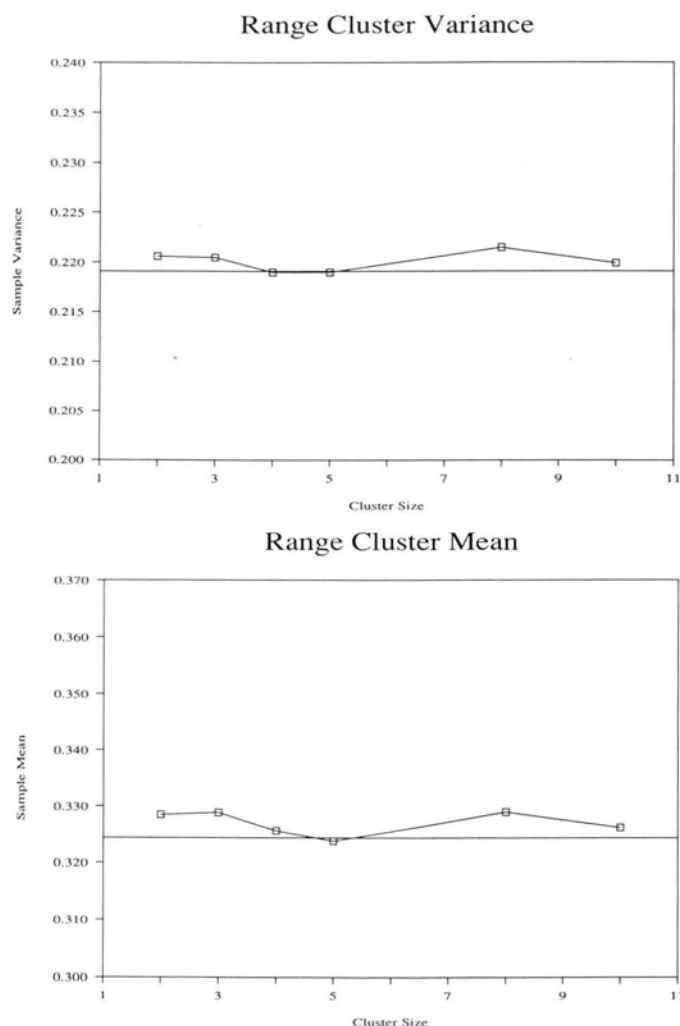 Range Cluster Variance
0.240
0.235
0.230
0.225
0.220
0.215
0.210
0.205
0.200
Sample Variance
1 3 5 7 9 11
Cluster Size
Range Cluster Mean
0.370
0.360
0.350
0.340
0.330
0.320
0.310
0.300
Sample Mean
1 3 5 7 9 11
Cluster Size